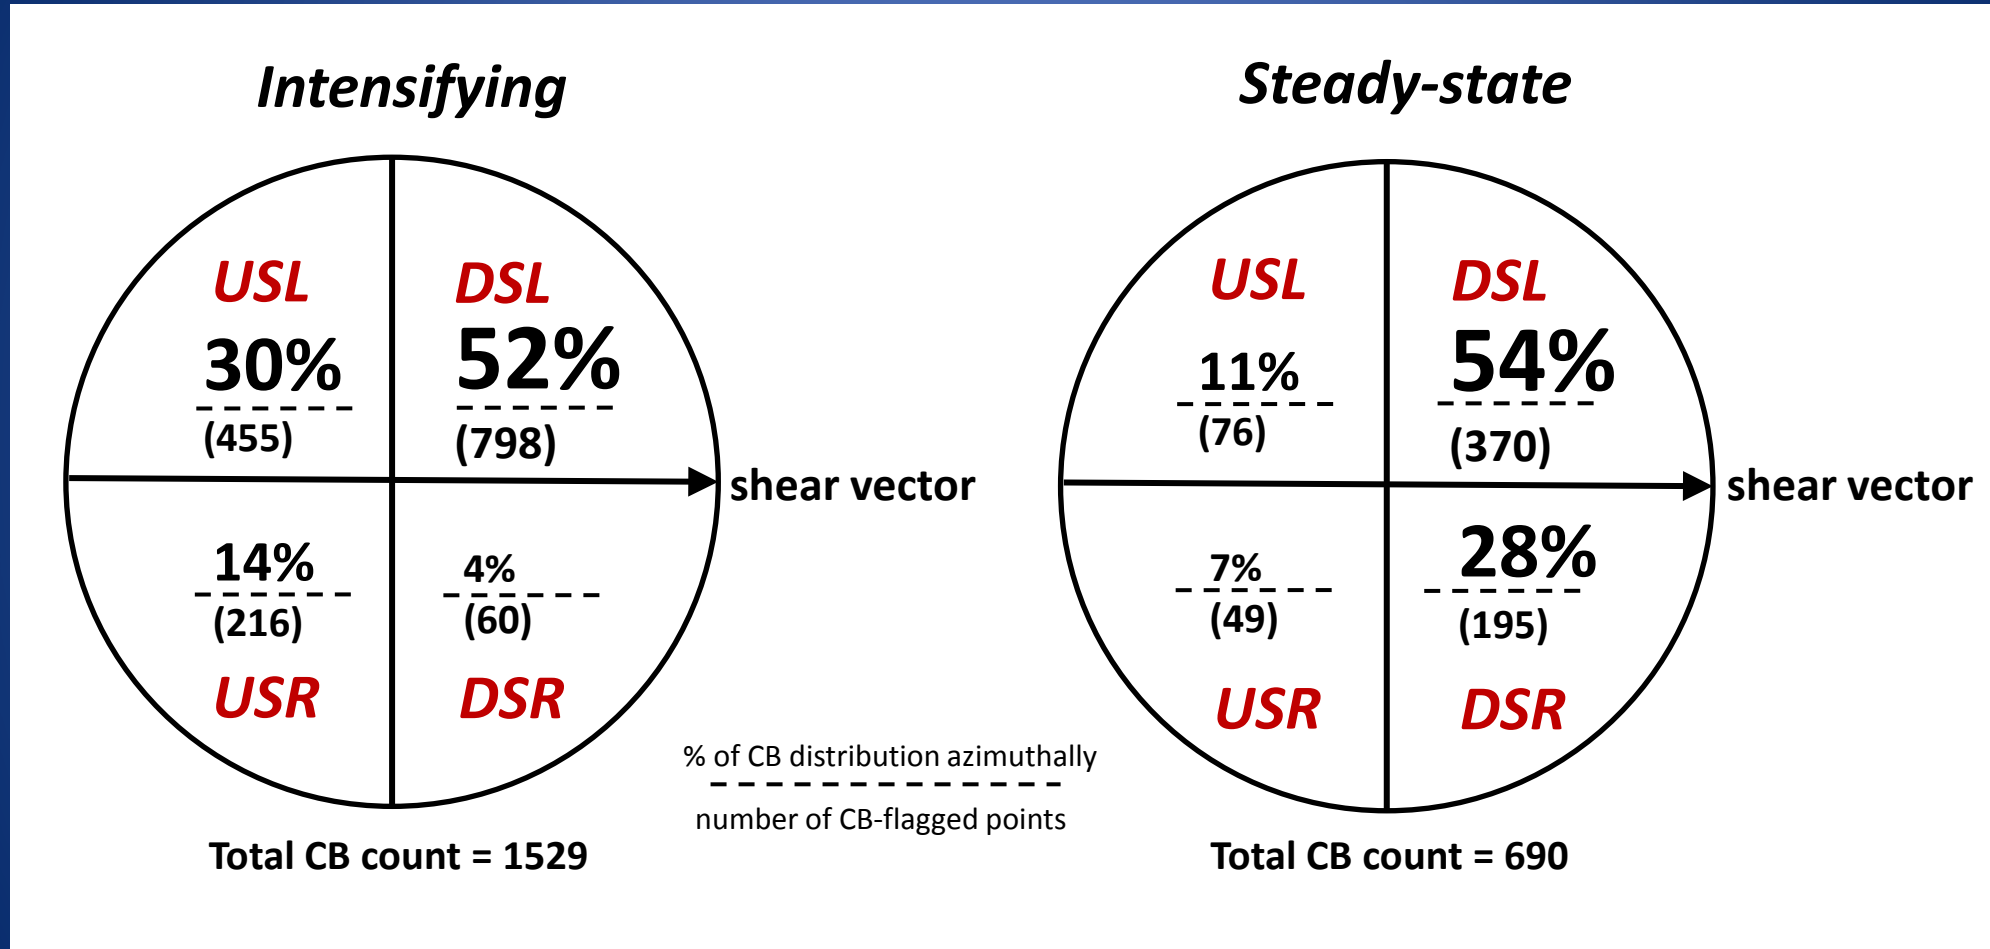 Intensifying
USL
30%
(455)
DSL
52%
(798)
shear vector
14%
(216)
USR
4%
(60)
DSR
Total CB count = 1529
% of CB distribution azimuthally
number of CB-flagged points
Steady-state
USL
11%
(76)
DSL
54%
(370)
shear vector
7%
(49)
USR
28%
(195)
DSR
Total CB count = 690